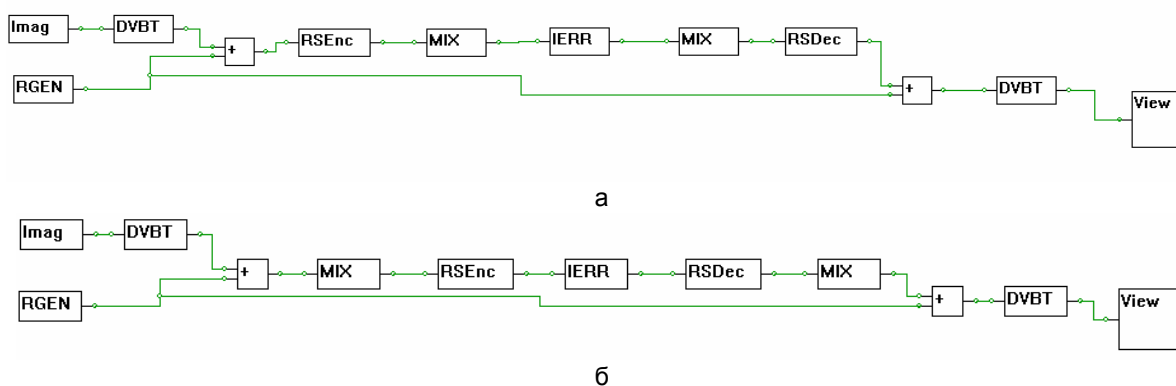 Imag DVBT + RSEnc MIX IERR MIX RSDec
RGEN + DVBT View
а
Imag DVBT + MIX RSEnc IERR RSDec MIX
RGEN + DVBT View
б